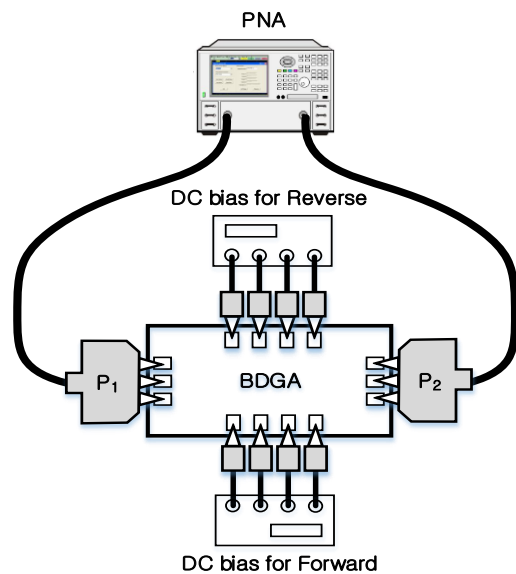 PNA
DC bias for Reverse
P1
BDGA
P2
DC bias for Forward